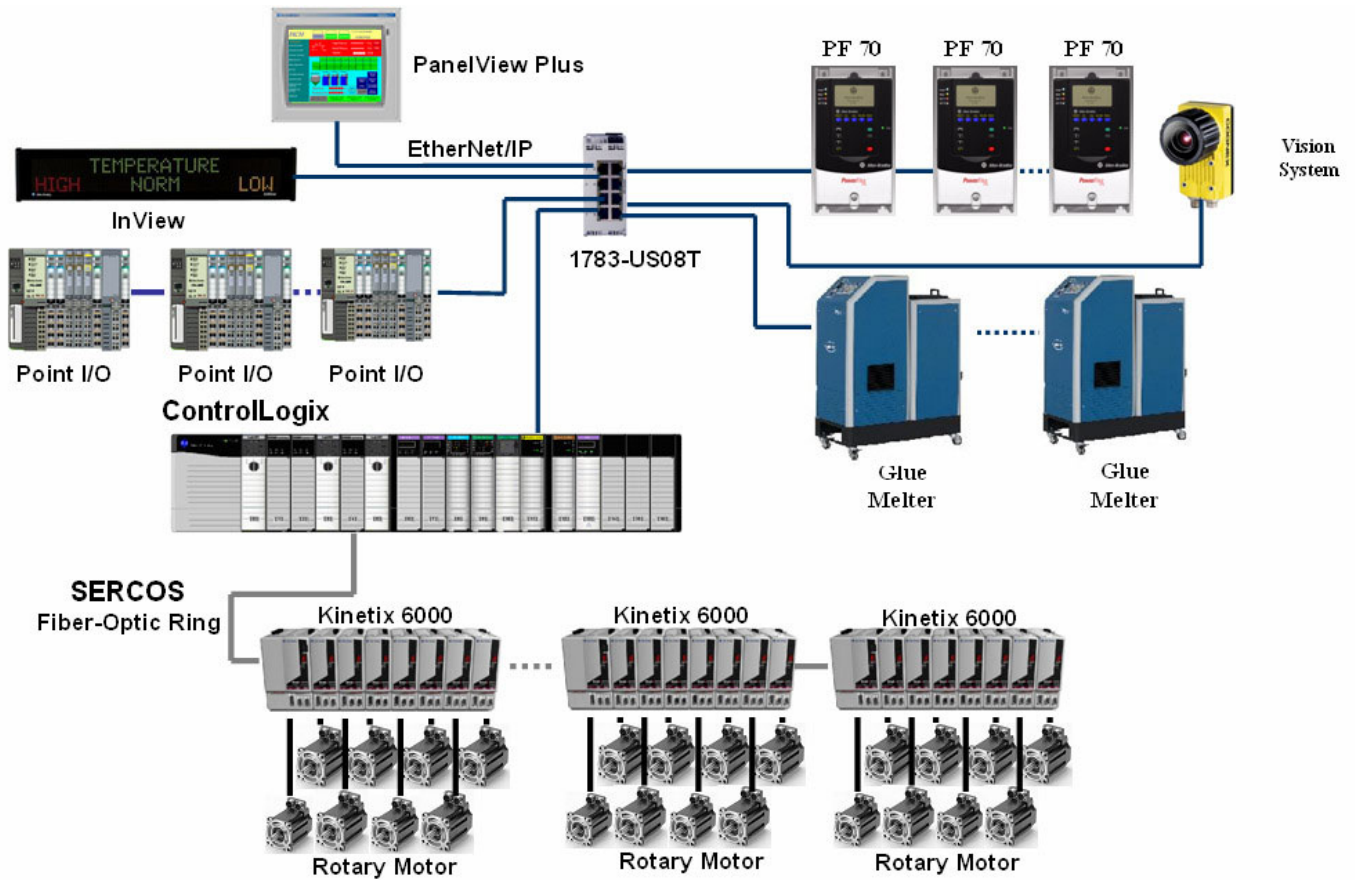 PF 70
PF 70
PF 70
PanelView Plus
EtherNet/IP
Vision
System
TEMPERATURE
HIGH NORM LOW
InView
1783-US08T
Point I/O
Point I/O
Point I/O
ControlLogix
Glue
Melter
Glue
Melter
SERCOS
Fiber-Optic Ring
Kinetix 6000
Kinetix 6000
Kinetix 6000
Rotary Motor
Rotary Motor
Rotary Motor